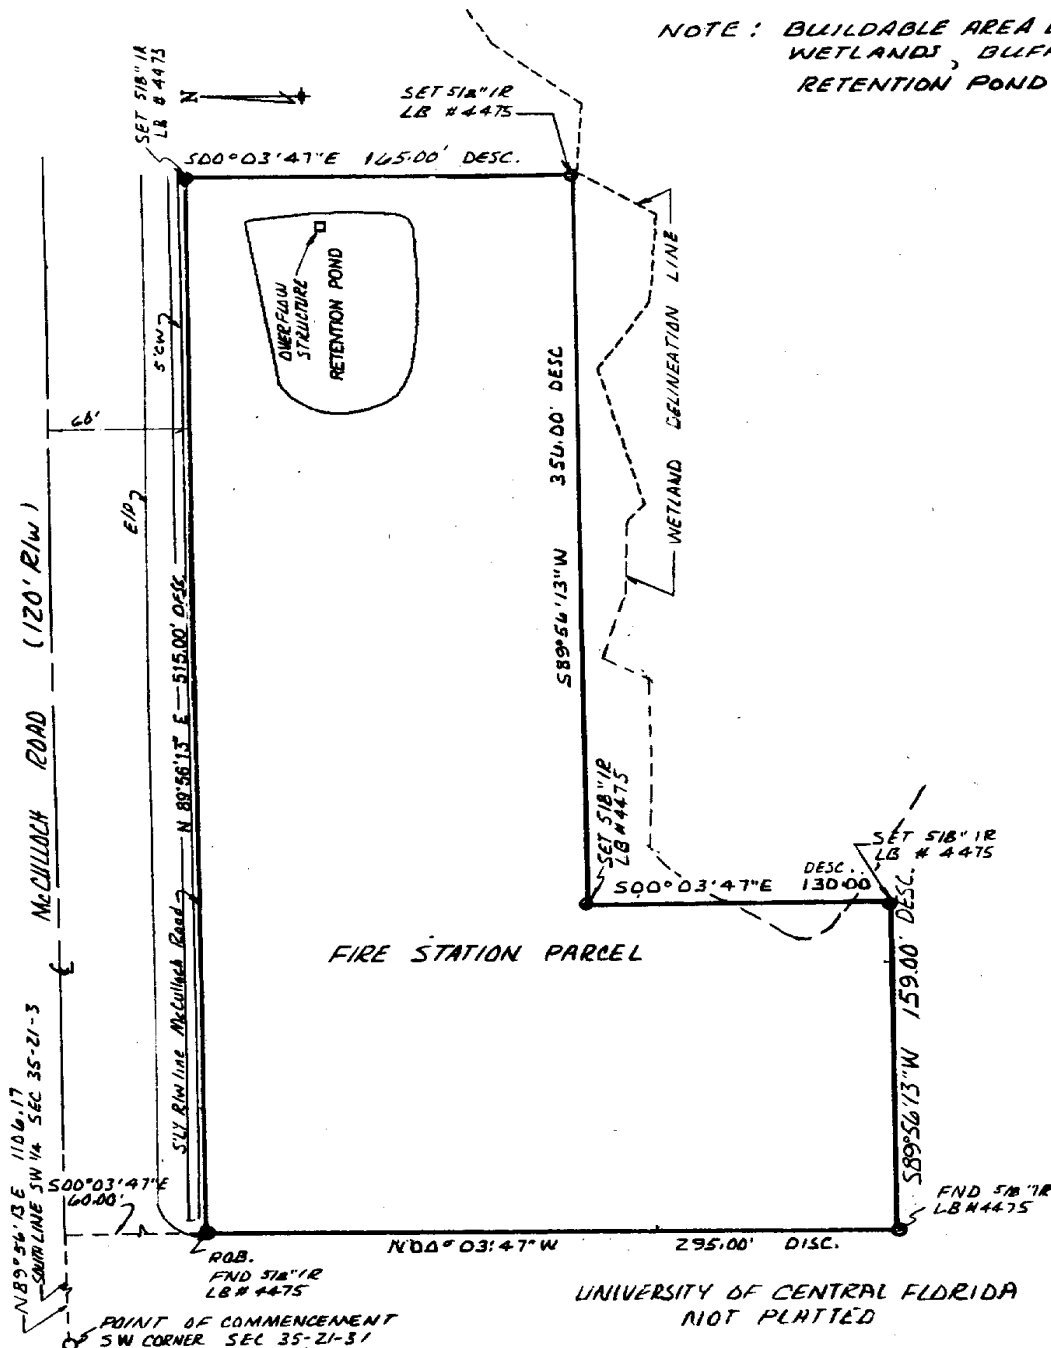 NOTE : BUILDABLE AREA
WETLANDS, BUFF
RETENTION POND
SET 5/8" IR
LB # 4475
N
SET 5/8" IR
LB # 4475
S00°03'47"E 165.00' DESC.
OVERFLOW
STRUCTURE
RETENTION POND
5'CW
60'
E/P
350.00' DESC
S89°56'13"W
WETLAND DELINEATION LINE
McCULLOCH ROAD (120' R/W)
N 89°56'13" E 515.00' DESC
S'LY R/W line McCulloch Road
SET 5/8" IR
LB #4475
SET 5/8" IR
LB # 4475
DESC.
S00°03'47"E 130.00
FIRE STATION PARCEL
S89°56'13"W 159.00' DESC.
N89°56'13 E 1106.17
SOUTH LINE SW 1/4 SEC 35-21-3
S00°03'47"E
60.00'
FND 5/8" IR
LB #4475
N00°03'47"W 295.00' DISC.
P.O.B.
FND 5/8" IR
LB # 4475
UNIVERSITY OF CENTRAL FLORIDA
NOT PLATTED
POINT OF COMMENCEMENT
SW CORNER SEC 35-21-31